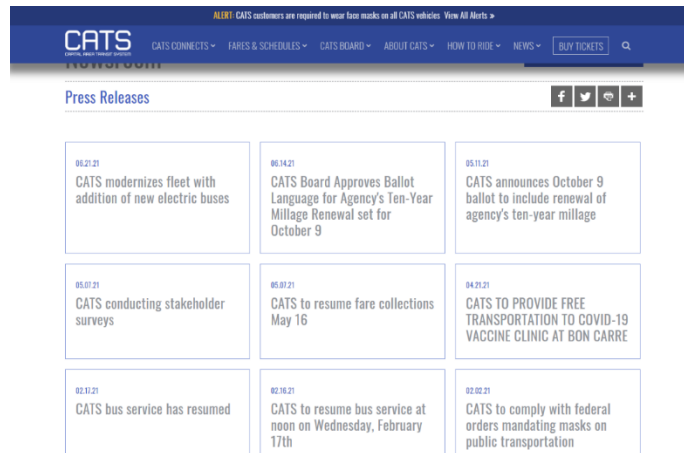 ALERT: CATS customers are required to wear face masks on all CATS vehicles View All Alerts »
CATS
CAPITAL AREA TRANSIT SYSTEM
CATS CONNECTS FARES & SCHEDULES CATS BOARD ABOUT CATS HOW TO RIDE NEWS BUY TICKETS
Newsroom
Press Releases
06.21.21
CATS modernizes fleet with
addition of new electric buses
06.14.21
CATS Board Approves Ballot
Language for Agency's Ten-Year
Millage Renewal set for
October 9
05.11.21
CATS announces October 9
ballot to include renewal of
agency's ten-year millage
05.07.21
CATS conducting stakeholder
surveys
05.07.21
CATS to resume fare collections
May 16
04.21.21
CATS TO PROVIDE FREE
TRANSPORTATION TO COVID-19
VACCINE CLINIC AT BON CARRE
02.17.21
CATS bus service has resumed
02.16.21
CATS to resume bus service at
noon on Wednesday, February
17th
02.02.21
CATS to comply with federal
orders mandating masks on
public transportation